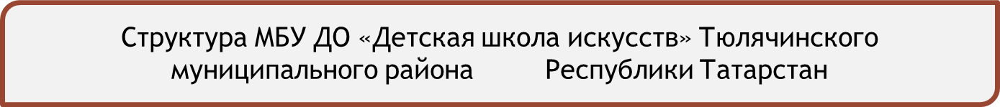 Структура МБУ ДО «Детская школа искусств» Тюлячинского
муниципального района Республики Татарстан